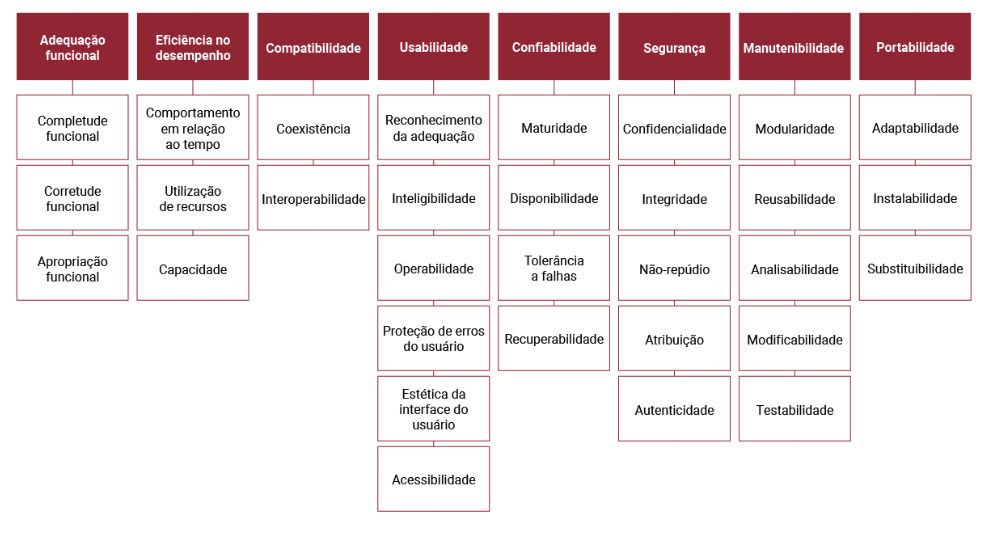 Adequação
funcional
Completude
funcional
Corretude
funcional
Apropriação
funcional
Eficiência no
desempenho
Comportamento
em relação
ao tempo
Utilização
de recursos
Capacidade
Compatibilidade
Coexistência
Interoperabilidade
Usabilidade
Reconhecimento
da adequação
Inteligibilidade
Operabilidade
Proteção de erros
do usuário
Estética da
interface do
usuário
Acessibilidade
Confiabilidade
Maturidade
Disponibilidade
Tolerância
a falhas
Recuperabilidade
Segurança
Confidencialidade
Integridade
Não-repúdio
Atribuição
Autenticidade
Manutenibilidade
Modularidade
Reusabilidade
Analisabilidade
Modificabilidade
Testabilidade
Portabilidade
Adaptabilidade
Instalabilidade
Substituibilidade